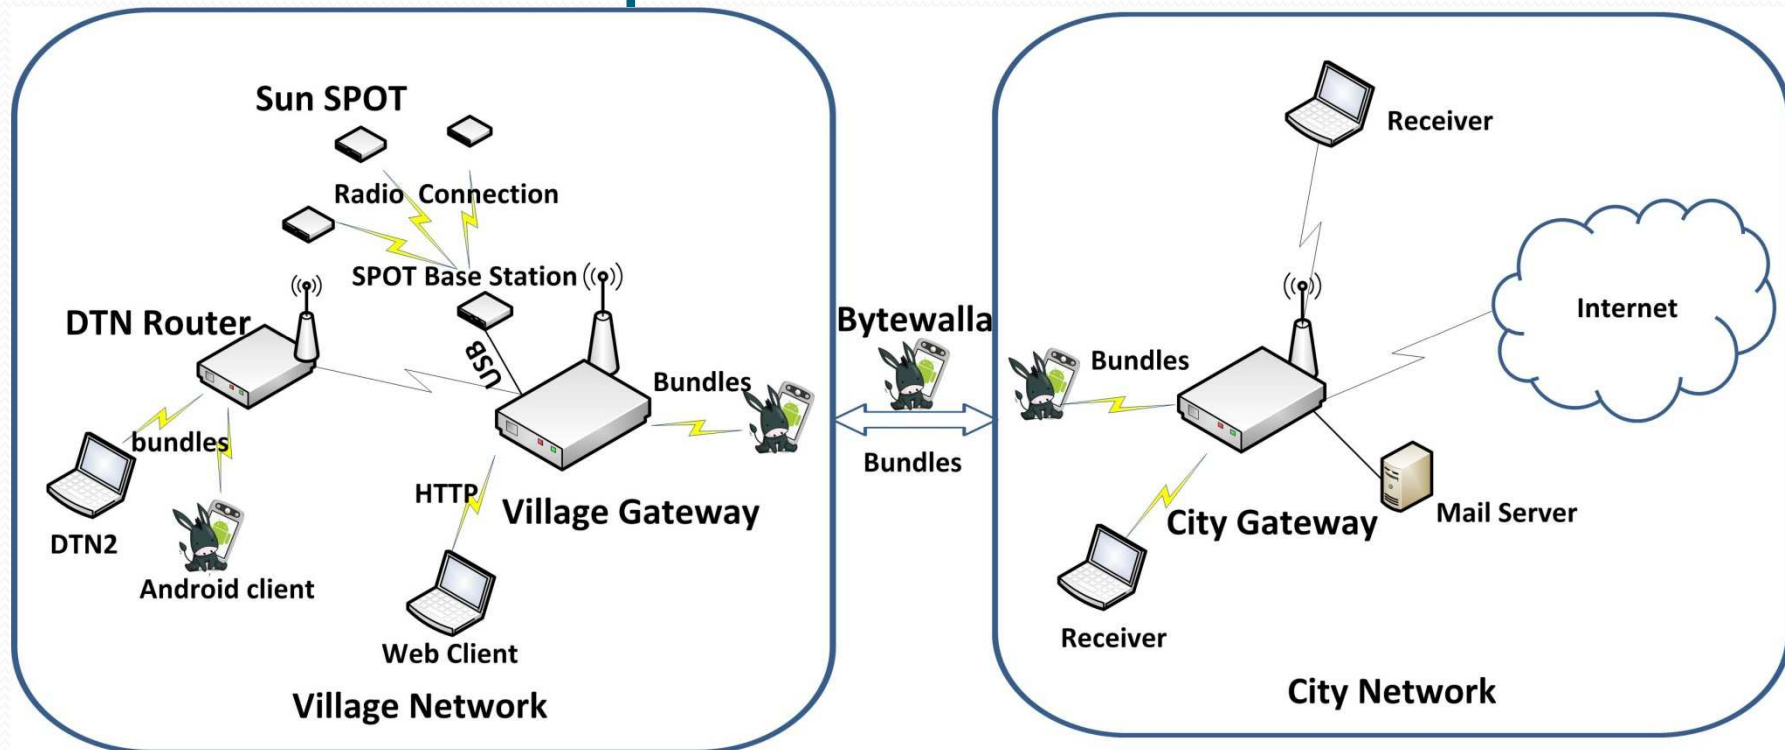 Sun SPOT
Radio Connection
SPOT Base Station
DTN Router
USB
Bundles
bundles
HTTP
DTN2
Village Gateway
Android client
Web Client
Village Network
Bytewalla
Bundles
Receiver
Internet
Bundles
City Gateway
Mail Server
Receiver
City Network